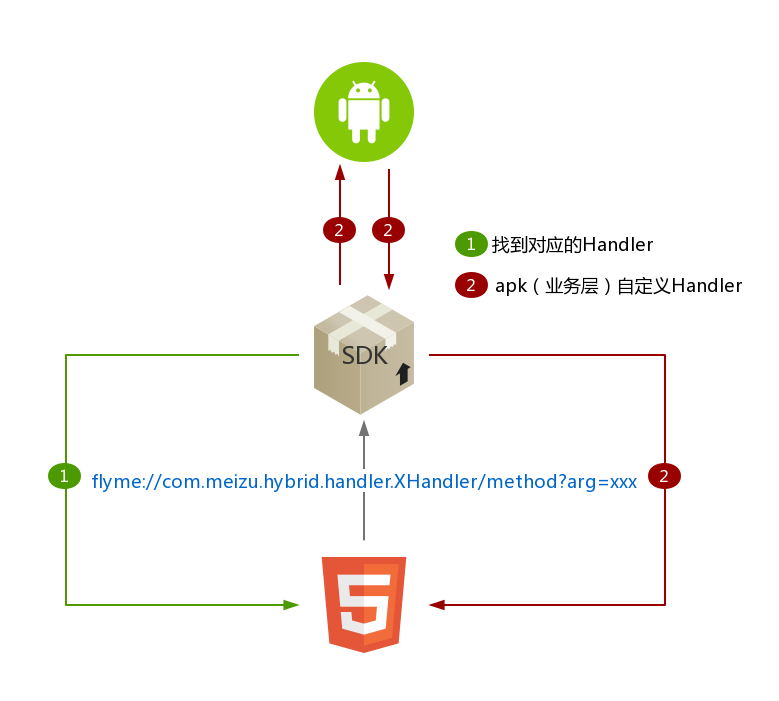 2
2
1 找到对应的Handler
2 apk（业务层）自定义Handler
SDK
1
flyme://com.meizu.hybrid.handler.XHandler/method?arg=xxx
2